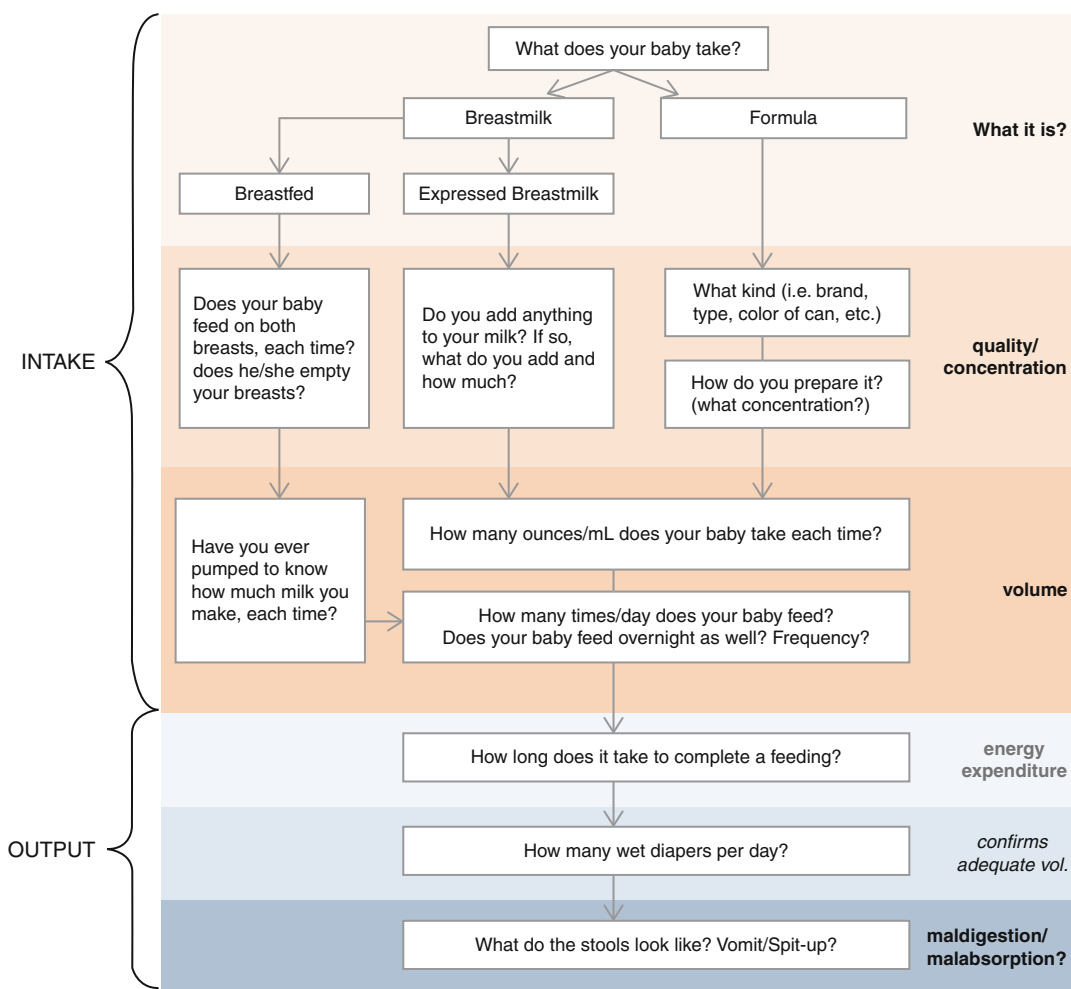 What does your baby take?
Breastmilk
Formula
What it is?
Breastfed
Expressed Breastmilk
INTAKE
Does your baby
feed on both
breasts, each time?
does he/she empty
your breasts?
Do you add anything
to your milk? If so,
what do you add and
how much?
What kind (i.e. brand,
type, color of can, etc.)
How do you prepare it?
(what concentration?)
quality/
concentration
Have you ever
pumped to know
how much milk you
make, each time?
How many ounces/mL does your baby take each time?
How many times/day does your baby feed?
Does your baby feed overnight as well? Frequency?
volume
OUTPUT
How long does it take to complete a feeding?
energy
expenditure
How many wet diapers per day?
confirms
adequate vol.
What do the stools look like? Vomit/Spit-up?
maldigestion/
malabsorption?